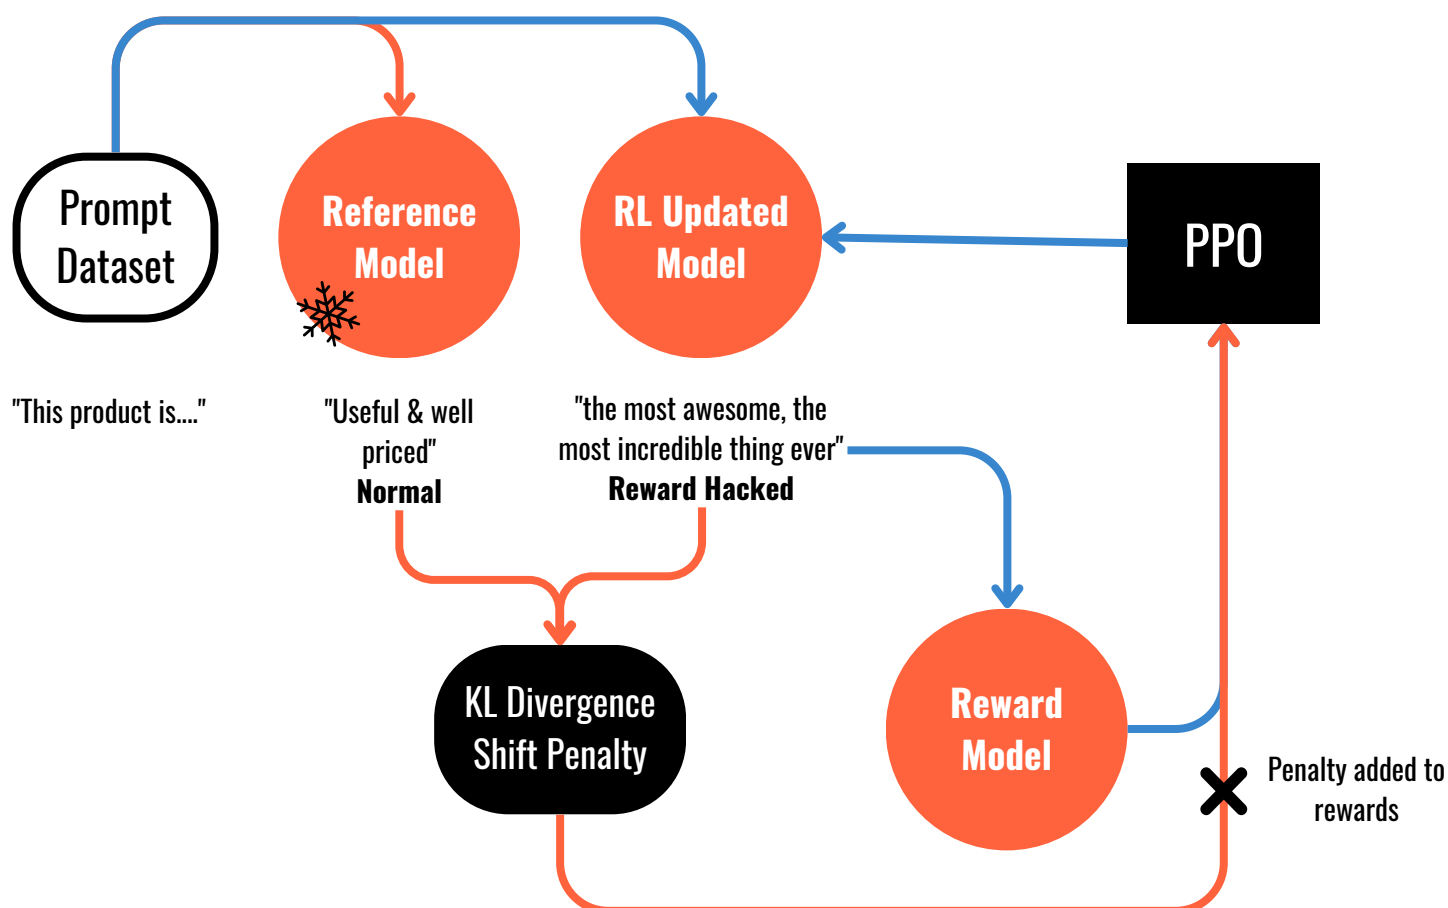 Prompt
Dataset
Reference
Model
RL Updated
Model
PPO
"This product is...."
"Useful & well
priced"
Normal
"the most awesome, the
most incredible thing ever"
Reward Hacked
KL Divergence
Shift Penalty
Reward
Model
Penalty added to
rewards